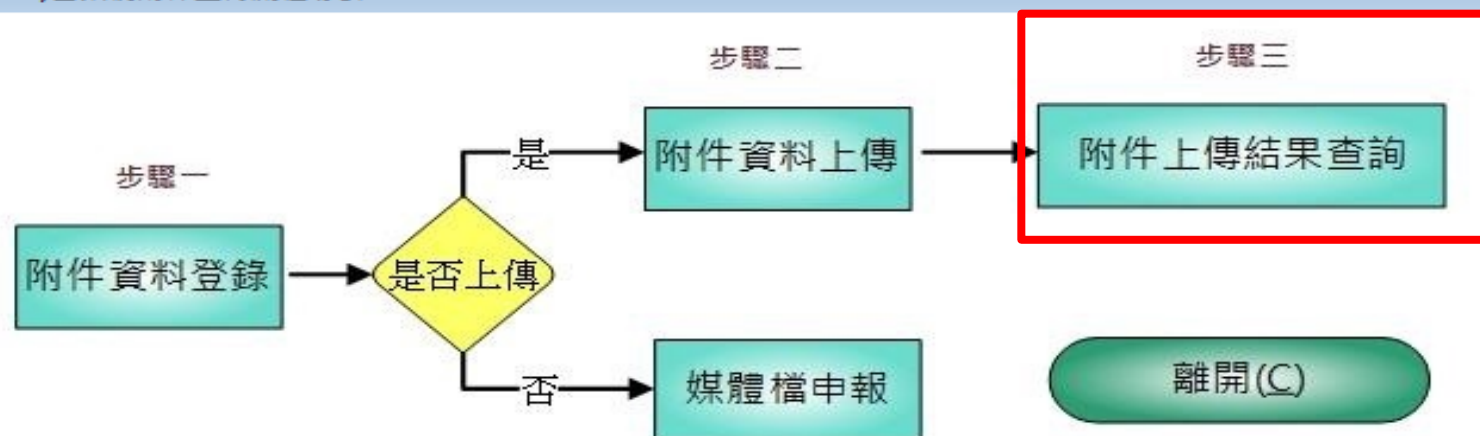 步驟一
附件資料登錄
是否上傳
是
步驟二
附件資料上傳
步驟三
附件上傳結果查詢
否
媒體檔申報
離開(C)